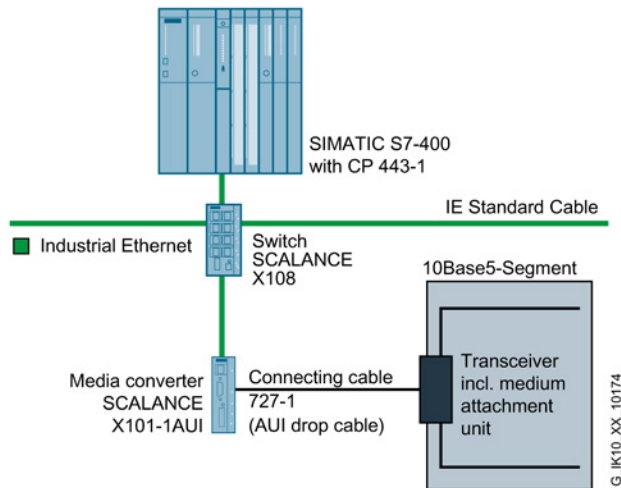 SIMATIC S7-400
with CP 443-1
IE Standard Cable
Industrial Ethernet
Switch
SCALANCE
X108
10Base5-Segment
Media converter
SCALANCE
X101-1AUI
Connecting cable
727-1
(AUI drop cable)
Transceiver
incl. medium
attachment
unit
G_IK10_XX_10174